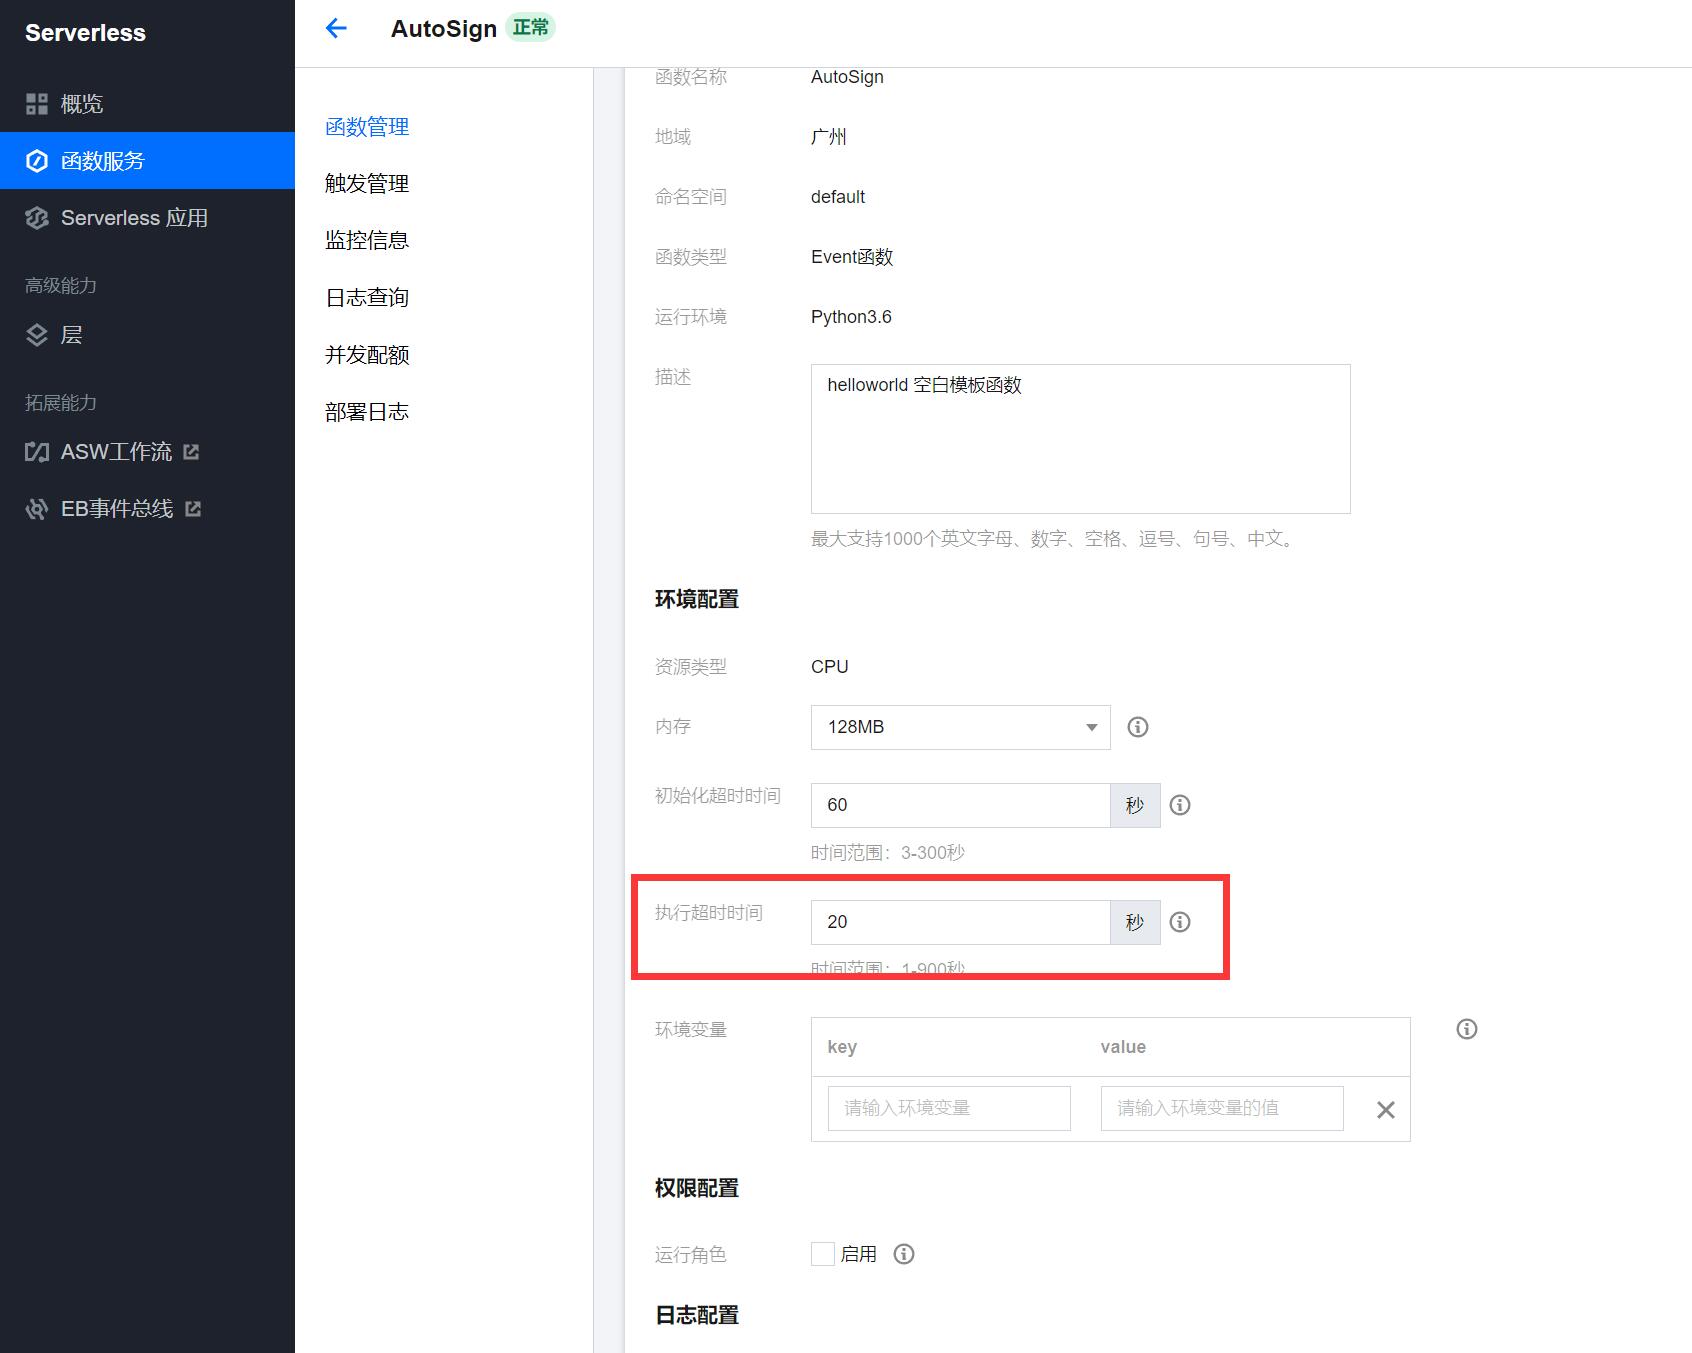 Serverless
概览
函数服务
Serverless 应用
高级能力
层
拓展能力
ASW工作流
EB事件总线
AutoSign 正常
函数管理
触发管理
监控信息
日志查询
并发配额
部署日志
函数名称 AutoSign
地域 广州
命名空间 default
函数类型 Event函数
运行环境 Python3.6
描述 helloworld 空白模板函数
最大支持1000个英文字母、数字、空格、逗号、句号、中文。
环境配置
资源类型 CPU
内存 128MB
初始化超时时间 60 秒
时间范围：3-300秒
执行超时时间 20 秒
时间范围：1-900秒
环境变量 key value
请输入环境变量 请输入环境变量的值
权限配置
运行角色 启用
日志配置